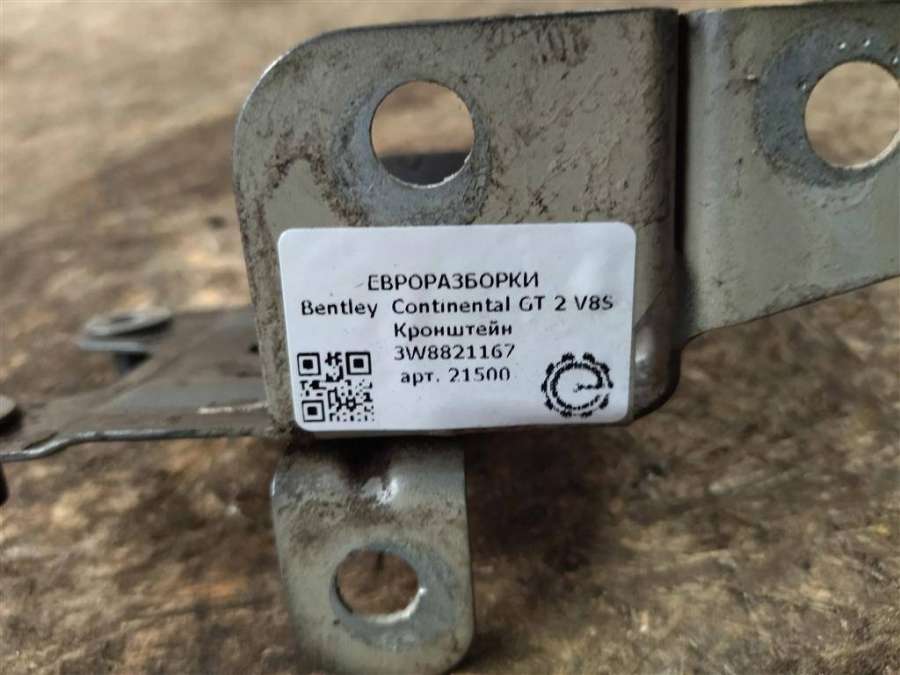 ЕВРОРАЗБОРКИ
Bentley Continental GT 2 V8S
Кронштейн
3W8821167
арт. 21500